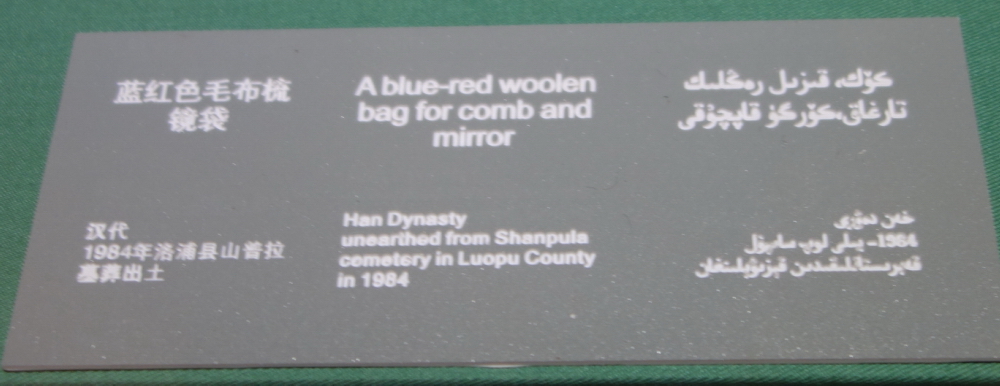 蓝红色毛布梳
镜袋
汉代
1984年洛浦县山普拉
墓葬出土
A blue-red woolen
bag for comb and
mirror
Han Dynasty
unearthed from Shanpula
cemetery in Luopu County
in 1984
كۆك، قىزىل رەڭلىك
تارغاق،كۆرگۈ قاپچۇقى
خەن دەۋرى
1984- يىلى لوپ سامپۇل
قەبرىستانلىقىدىن قېزىۋېلىنغان